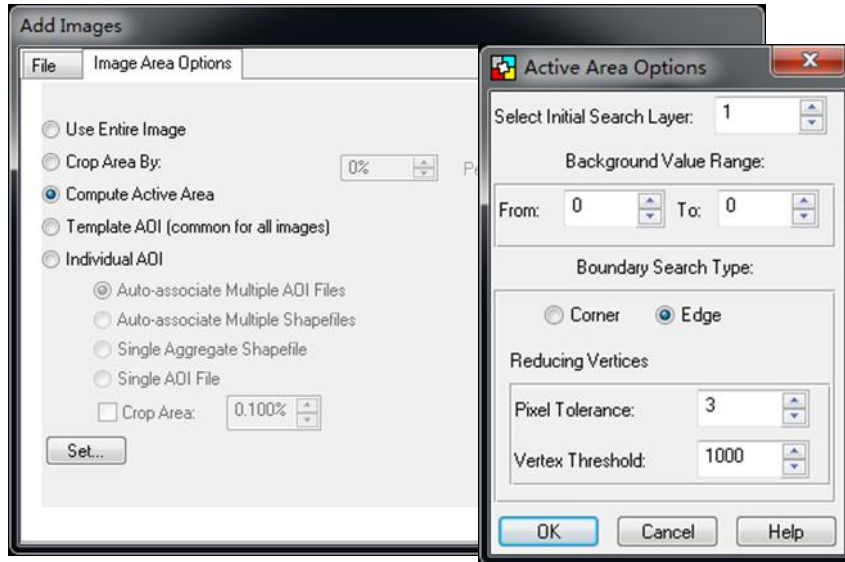 Add Images
File Image Area Options
Use Entire Image
Crop Area By: 0%
Compute Active Area
Template AOI (common for all images)
Individual AOI
Auto-associate Multiple AOI Files
Auto-associate Multiple Shapefiles
Single Aggregate Shapefile
Single AOI File
Crop Area: 0.100%
Set...
Active Area Options
Select Initial Search Layer: 1
Background Value Range:
From: 0 To: 0
Boundary Search Type:
Corner Edge
Reducing Vertices
Pixel Tolerance: 3
Vertex Threshold: 1000
OK Cancel Help